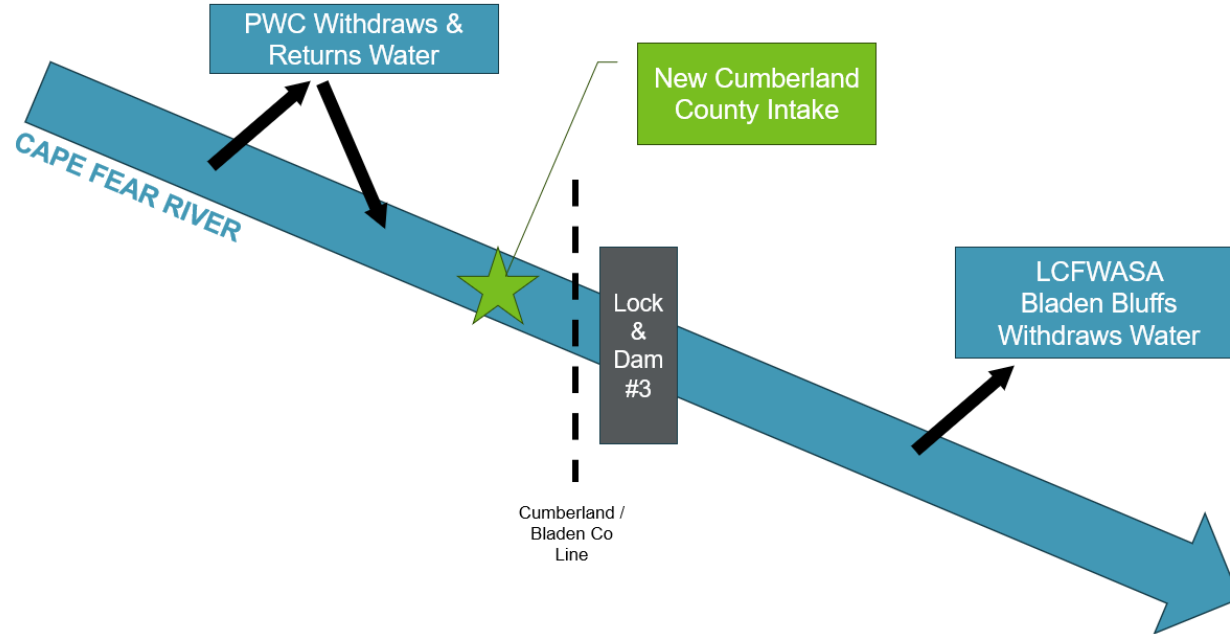 PWC Withdraws &
Returns Water
New Cumberland
County Intake
CAPE FEAR RIVER
LCFWASA
Bladen Bluffs
Withdraws Water
Lock
&
Dam
#3
Cumberland /
Bladen Co
Line